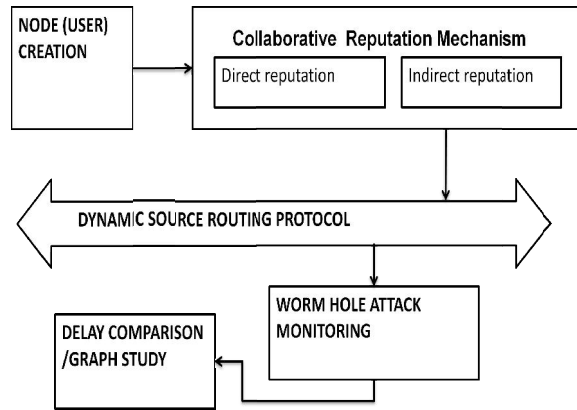 NODE (USER)
CREATION
Collaborative Reputation Mechanism
Direct reputation
Indirect reputation
DYNAMIC SOURCE ROUTING PROTOCOL
WORM HOLE ATTACK
MONITORING
DELAY COMPARISON
/GRAPH STUDY